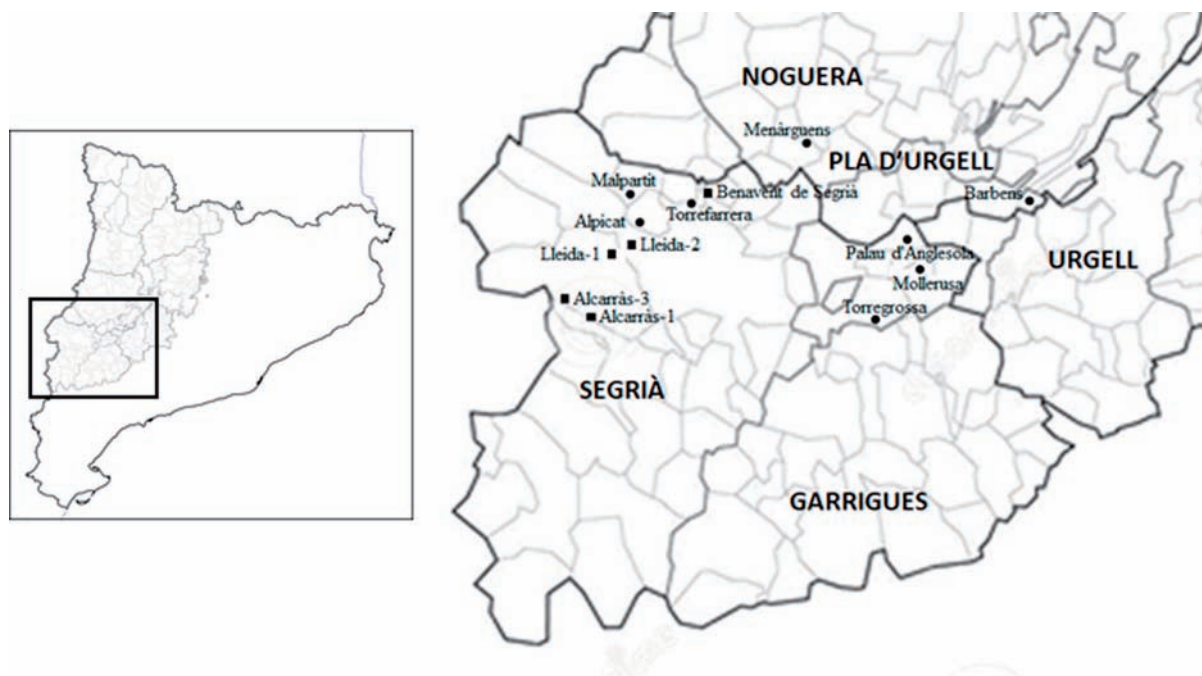 NOGUERA
Menàrguens
PLA D'URGELL
Malpartit
Benavent de Segrià
Barbens
Torrefarrera
Alpicat
Lleida-2
Lleida-1
Palau d'Anglesola
URGELL
Mollerusa
Alcarràs-3
Alcarràs-1
Torregrossa
SEGRIÀ
GARRIGUES